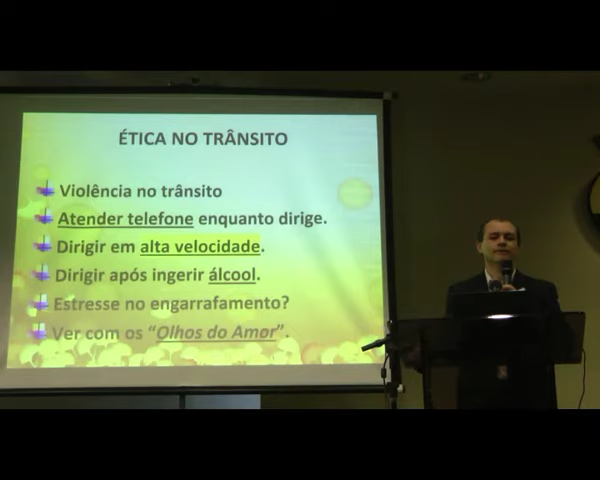 ÉTICA NO TRÂNSITO
Violência no trânsito
Atender telefone enquanto dirige.
Dirigir em alta velocidade.
Dirigir após ingerir álcool.
Estresse no engarrafamento?
Ver com os “Olhos do Amor”.